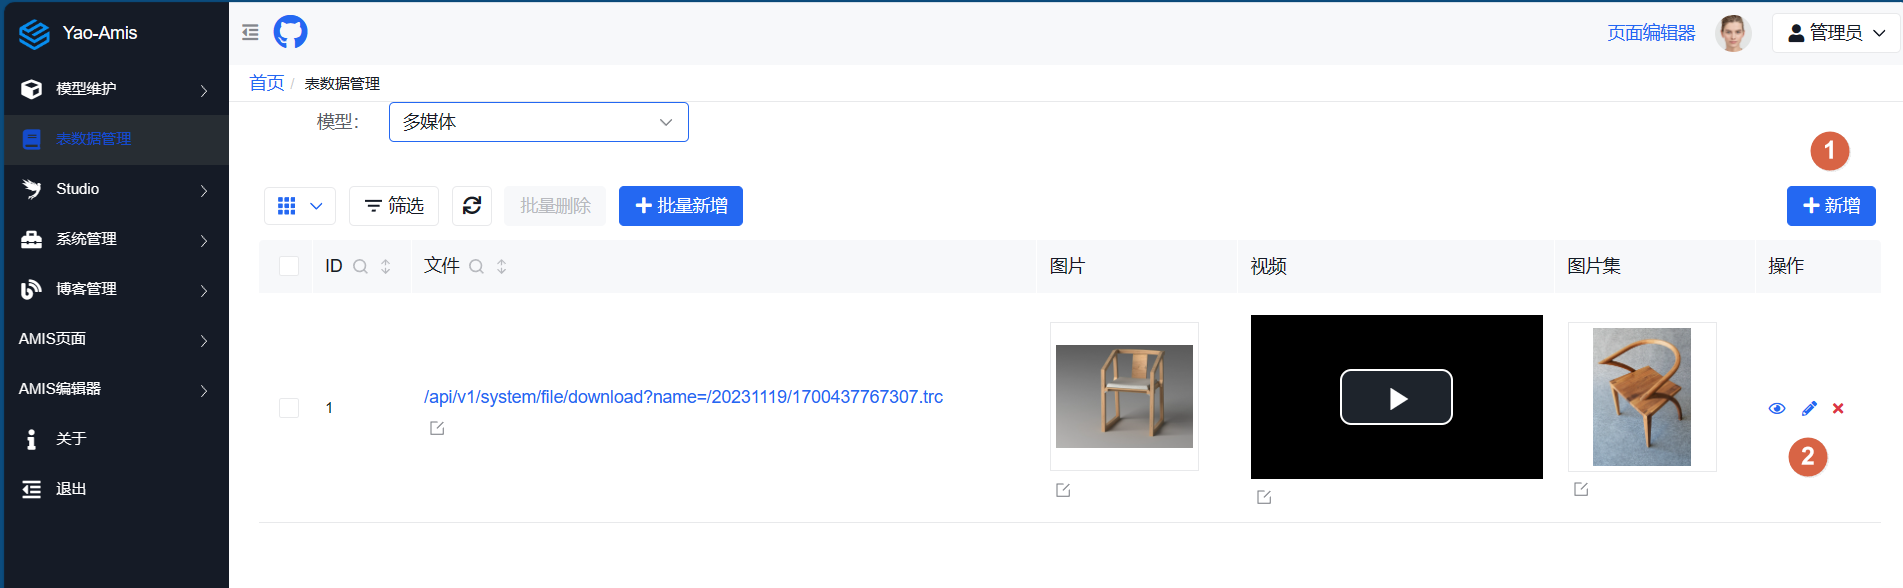 Yao-Amis
页面编辑器
管理员
模型维护
表数据管理
Studio
系统管理
博客管理
AMIS页面
AMIS编辑器
关于
退出
首页 / 表数据管理
模型:
多媒体
1
筛选
批量删除
批量新增
新增
ID
文件
图片
视频
图片集
操作
1
/api/v1/system/file/download?name=/20231119/1700437767307.trc
2